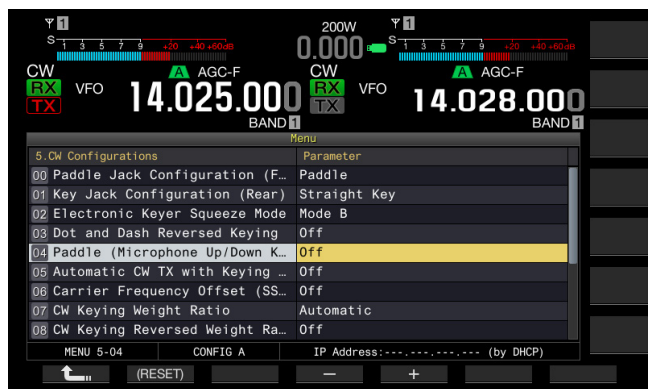 1 200W 1
S 1 3 5 7 9 +20 +40 +60dB 0.000 S 1 3 5 7 9 +20 +40 +60dB
CW A AGC-F CW A AGC-F
RX VFO 14.025.000 RX VFO 14.028.000
TX TX
BAND 1 BAND 1
Menu
5.CW Configurations Parameter
00 Paddle Jack Configuration (F... Paddle
01 Key Jack Configuration (Rear) Straight Key
02 Electronic Keyer Squeeze Mode Mode B
03 Dot and Dash Reversed Keying Off
04 Paddle (Microphone Up/Down K... Off
05 Automatic CW TX with Keying ... Off
06 Carrier Frequency Offset (SS... Off
07 CW Keying Weight Ratio Automatic
08 CW Keying Reversed Weight Ra... Off
MENU 5-04 CONFIG A IP Address:---.---.---.--- (by DHCP)
(RESET) − +